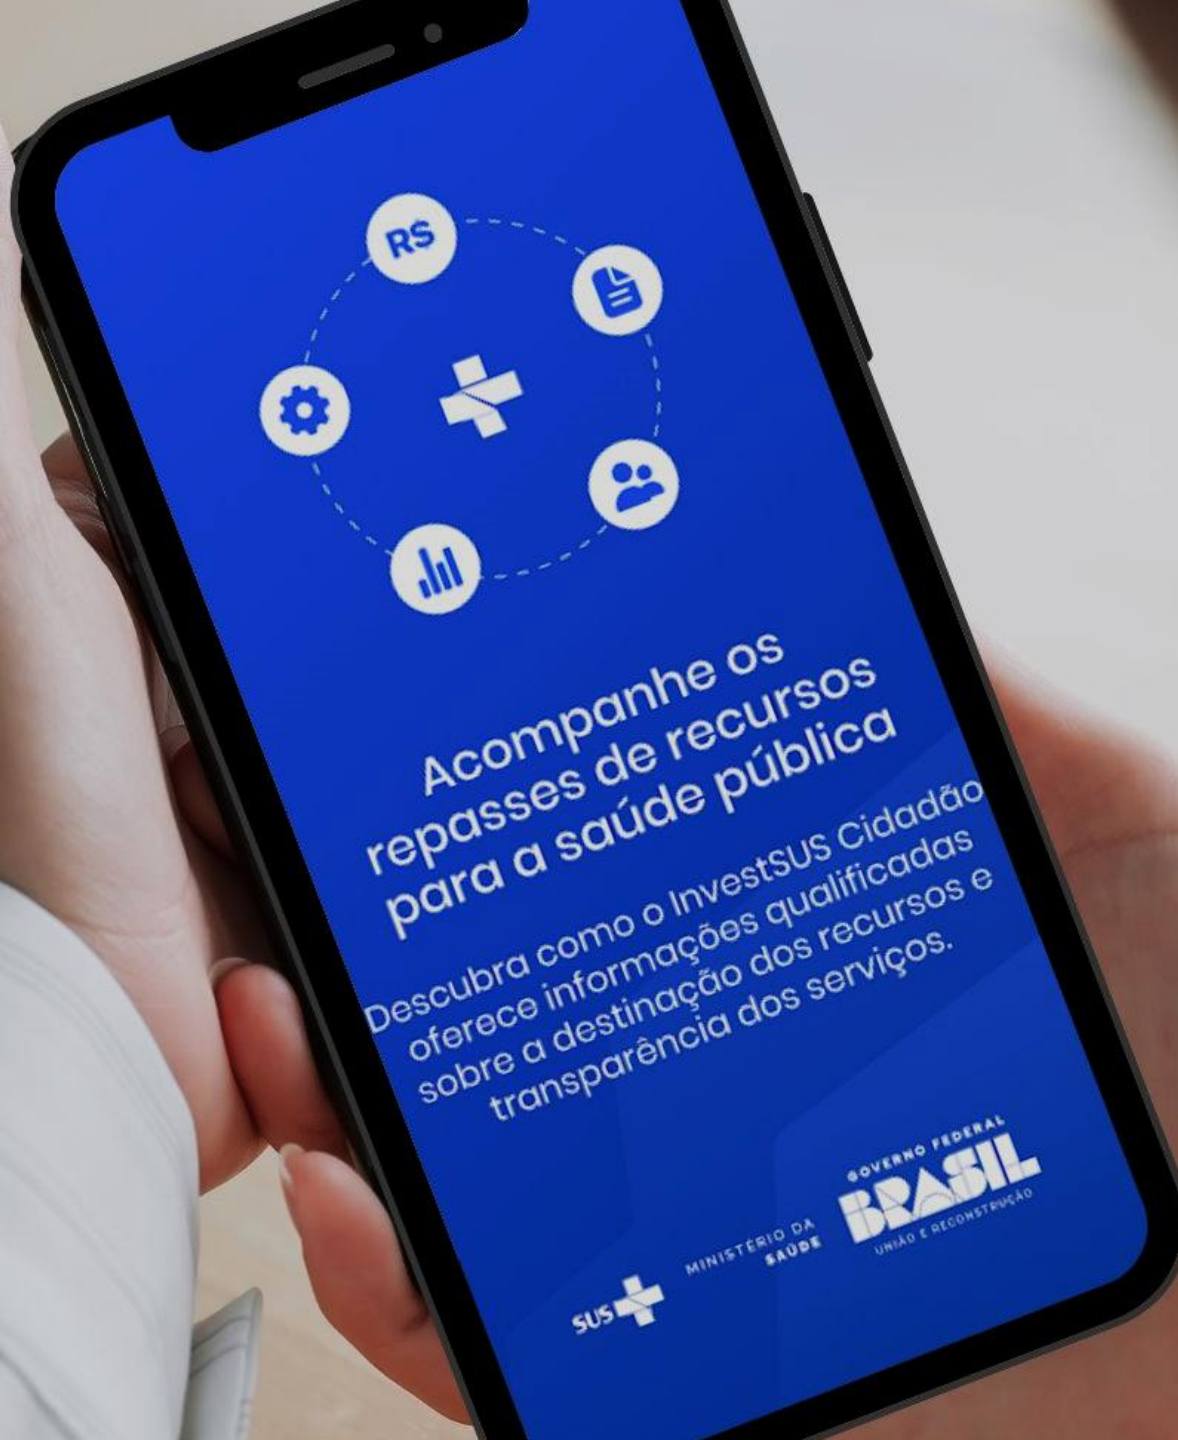 R$
Acompanhe os
repasses de recursos
para a saúde pública
Descubra como o InvestSUS Cidadão
oferece informações qualificadas
sobre a destinação dos recursos e
transparência dos serviços.
SUS
MINISTÉRIO DA
SAÚDE
GOVERNO FEDERAL
BRASIL
UNIÃO E RECONSTRUÇÃO